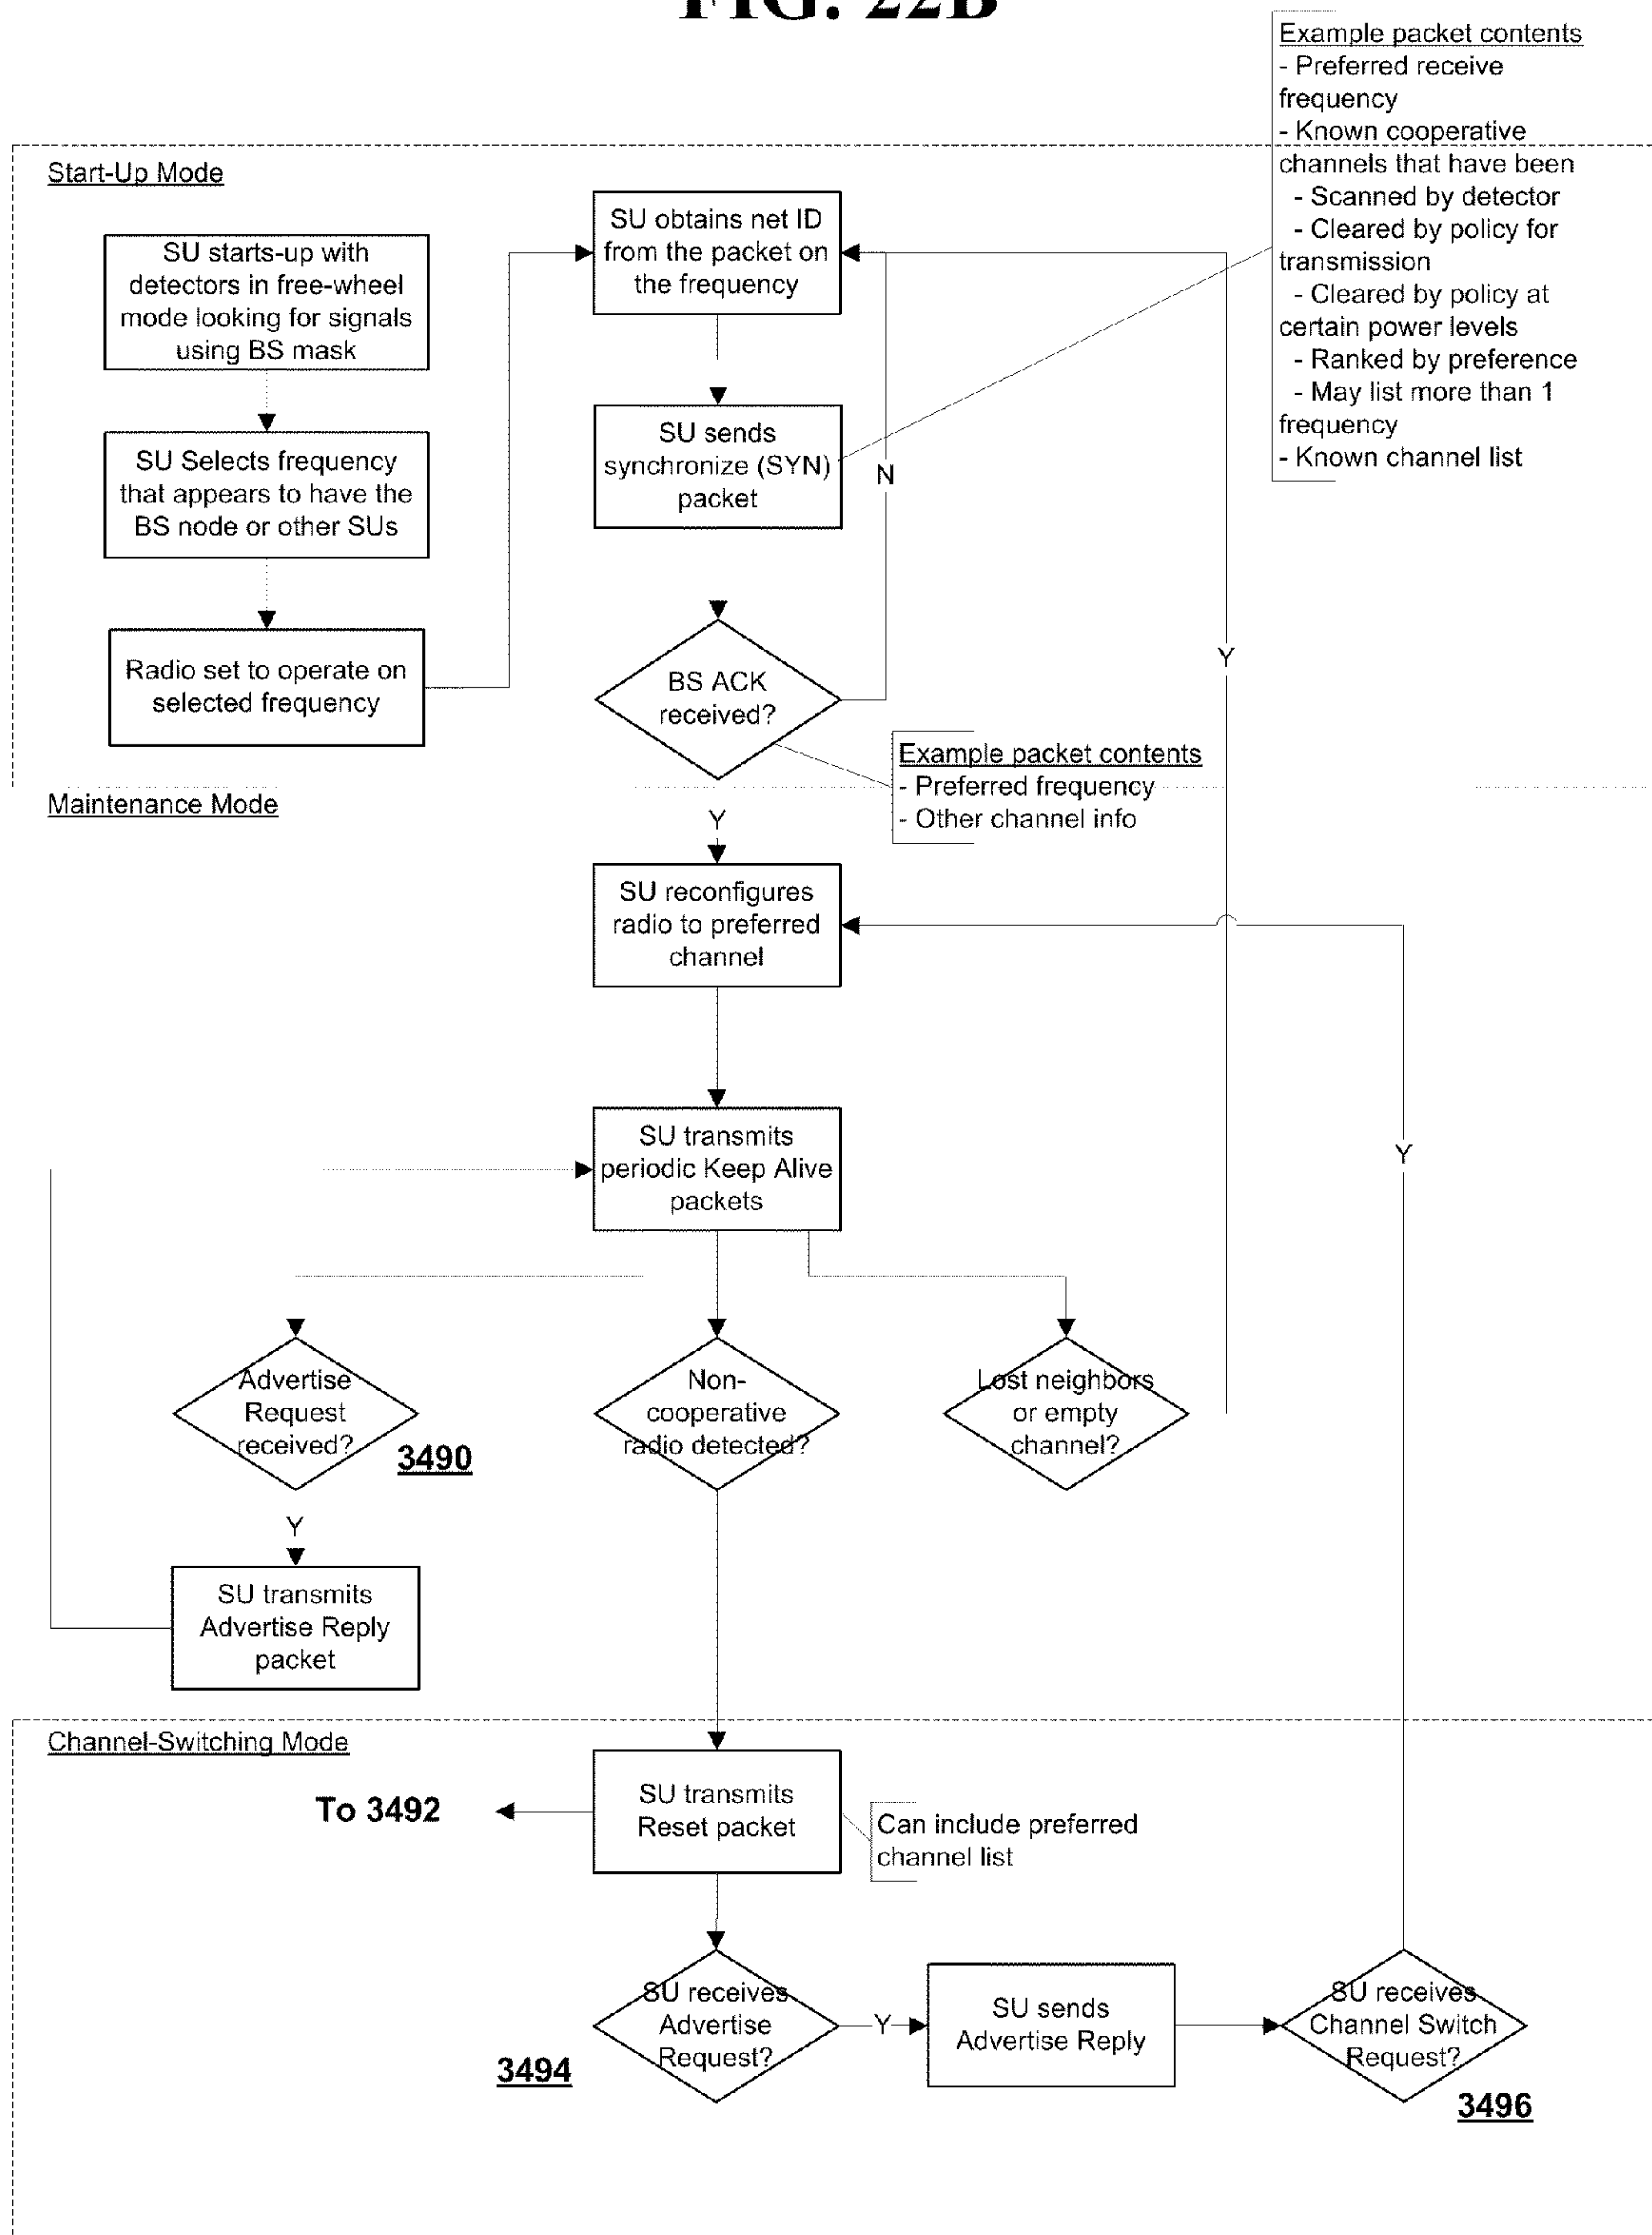 FIG. 22B
Example packet contents
- Preferred receive
frequency
- Known cooperative
channels that have been
- Scanned by detector
- Cleared by policy for
transmission
- Cleared by policy at
certain power levels
- Ranked by preference
- May list more than 1
frequency
- Known channel list
Start-Up Mode
SU starts-up with
detectors in free-wheel
mode looking for signals
using BS mask
SU Selects frequency
that appears to have the
BS node or other SUs
Radio set to operate on
selected frequency
SU obtains net ID
from the packet on
the frequency
SU sends
synchronize (SYN)
packet
N
BS ACK
received?
Y
Example packet contents
- Preferred frequency
- Other channel info
Maintenance Mode
Y
SU reconfigures
radio to preferred
channel
SU transmits
periodic Keep Alive
packets
Y
Advertise
Request
received?
3490
Non-
cooperative
radio detected?
Lost neighbors
or empty
channel?
Y
SU transmits
Advertise Reply
packet
Channel-Switching Mode
To 3492
SU transmits
Reset packet
Can include preferred
channel list
SU receives
Advertise
Request?
3494
Y
SU sends
Advertise Reply
SU receives
Channel Switch
Request?
3496